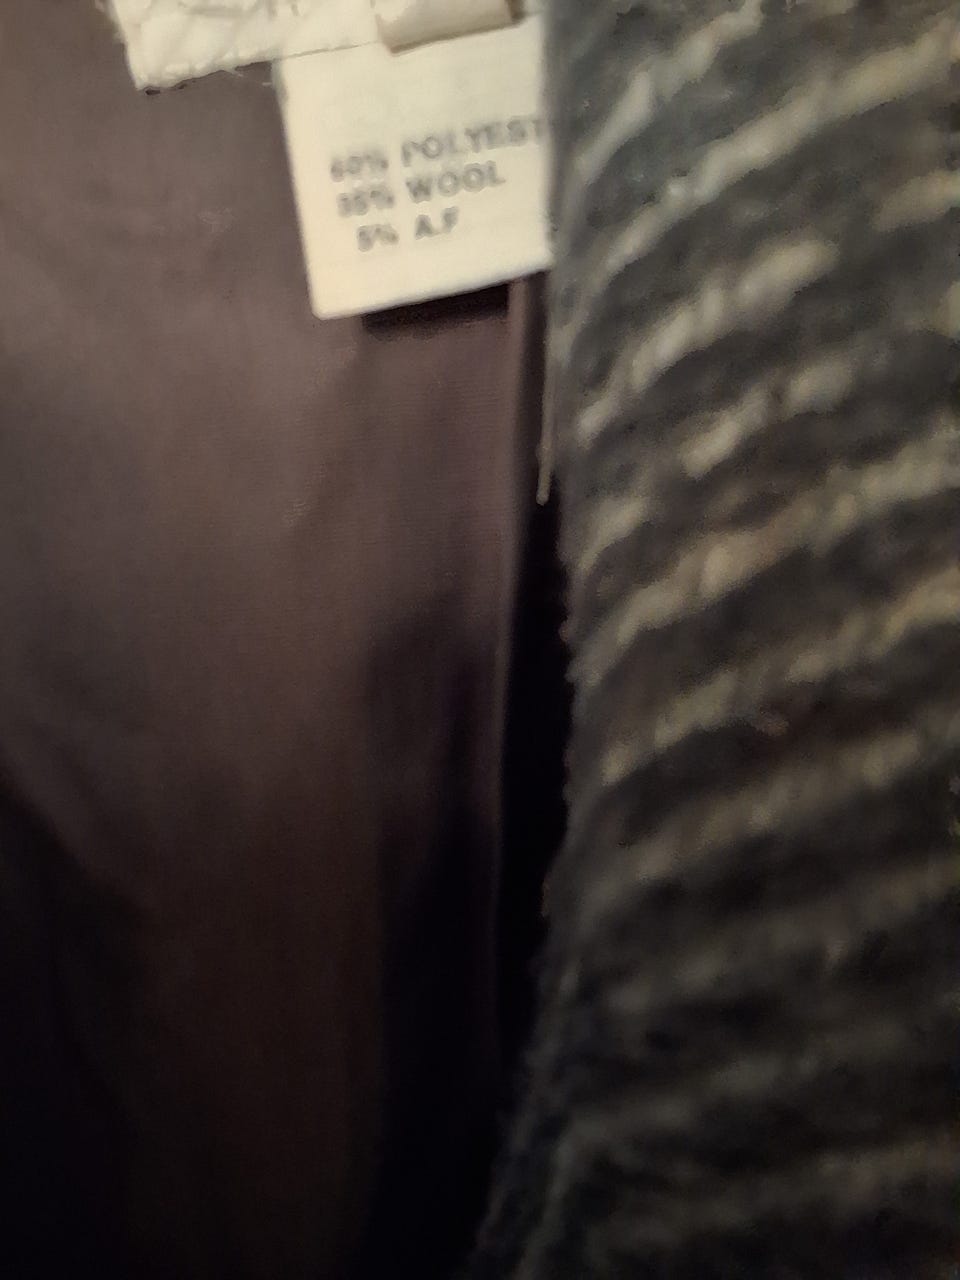 60% POLYEST
35% WOOL
5% A.F